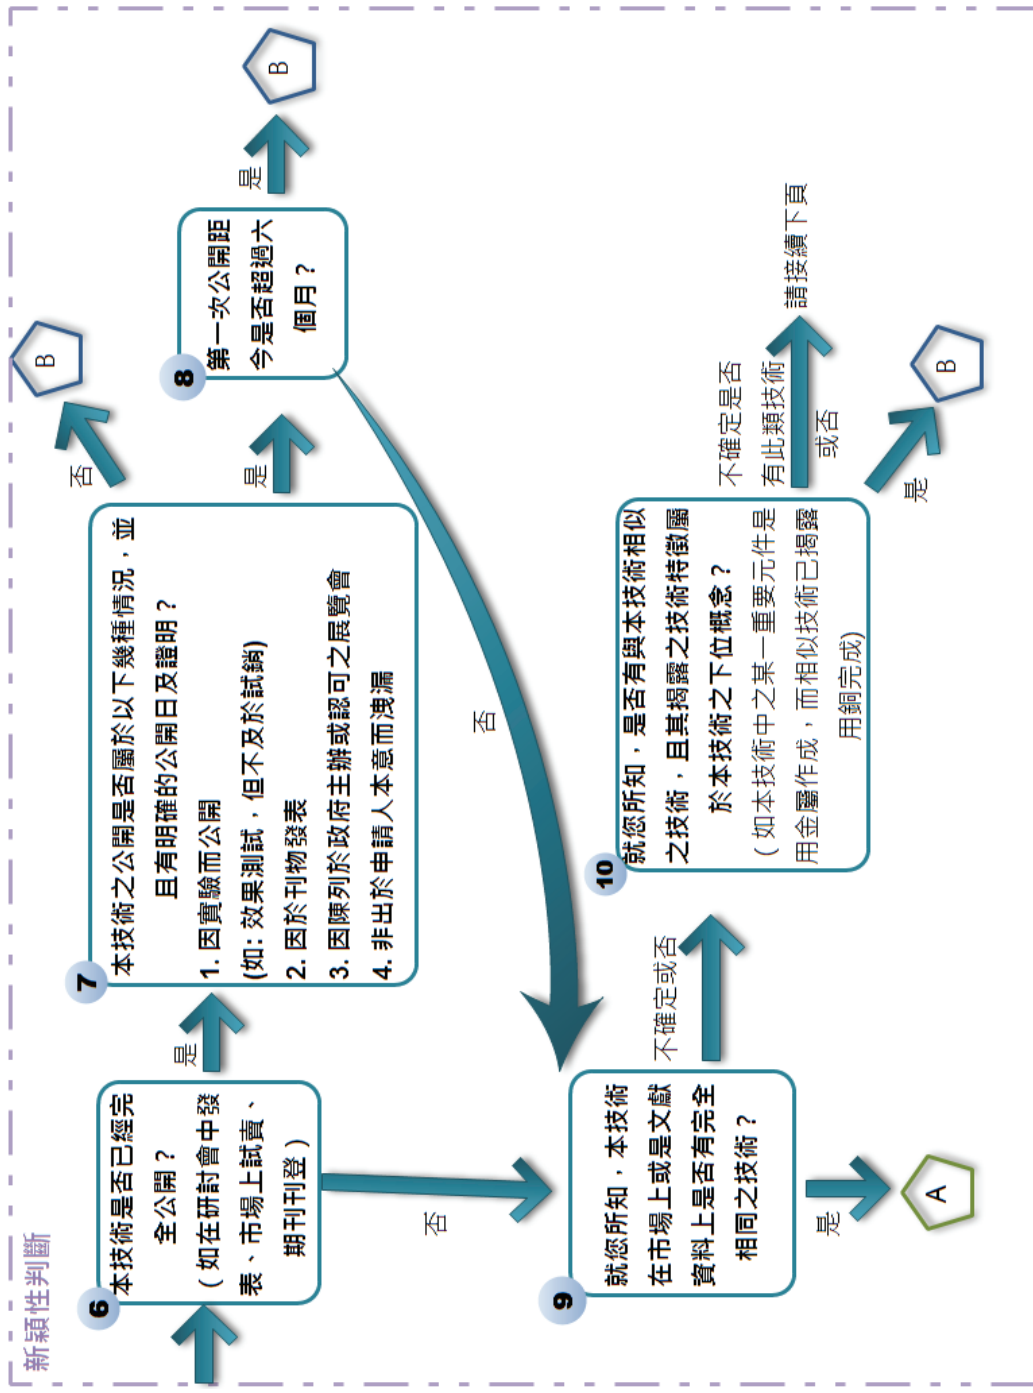 新穎性判斷
6
本技術是否已經完
全公開？
（如在研討會中發
表、市場上試賣、
期刊刊登）
是
否
7
本技術之公開是否屬於以下幾種情況，並
且有明確的公開日及證明？
1. 因實驗而公開
(如: 效果測試，但不及於試銷)
2. 因於刊物發表
3. 因陳列於政府主辦或認可之展覽會
4. 非出於申請人本意而洩漏
否
B
是
8
第一次公開距
今是否超過六
個月？
是
B
否
9
就您所知，本技術
在市場上或是文獻
資料上是否有完全
相同之技術？
是
A
不確定或否
10
就您所知，是否有與本技術相似
之技術，且其揭露之技術特徵屬
於本技術之下位概念？
（如本技術中之某一重要元件是
用金屬作成，而相似技術已揭露
用銅完成)
不確定是否
有此類技術
或否
請接續下頁
是
B